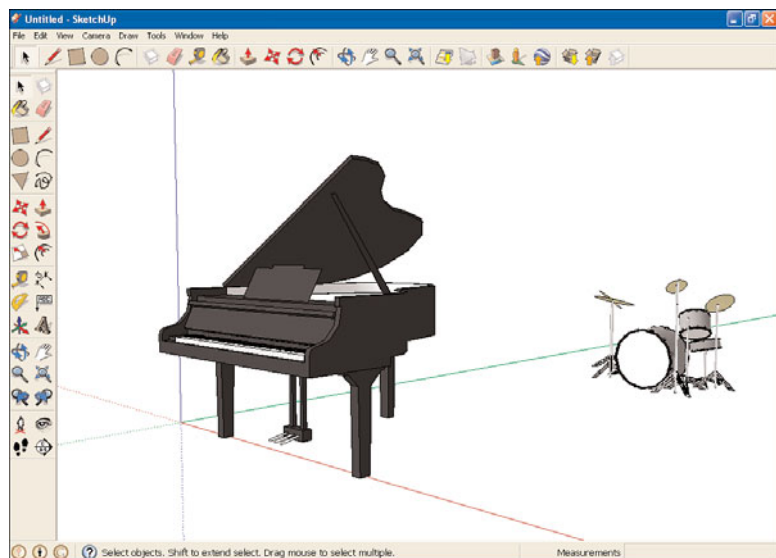 Untitled - SketchUp
File Edit View Camera Draw Tools Window Help
Select objects. Shift to extend select. Drag mouse to select multiple.
Measurements